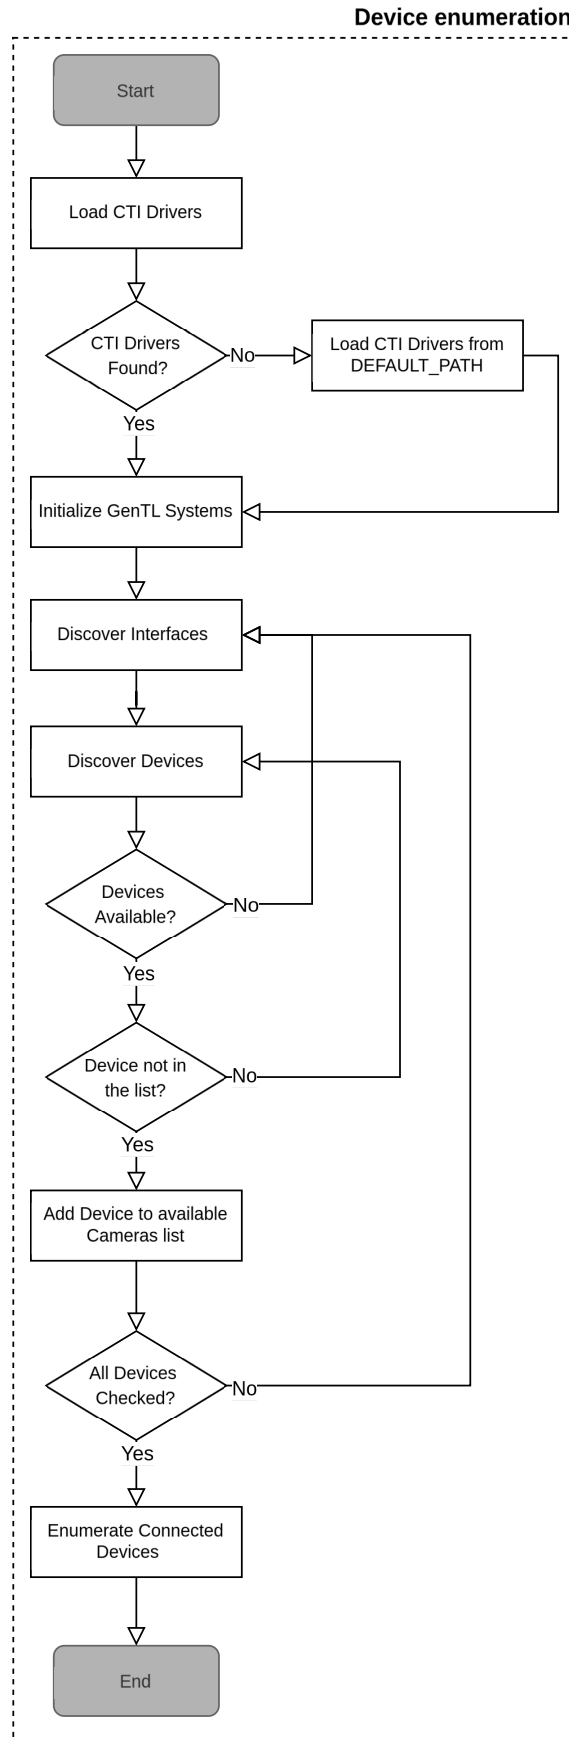 Device enumeration
Start
Load CTI Drivers
CTI Drivers
Found?
No
Load CTI Drivers from
DEFAULT_PATH
Yes
Initialize GenTL Systems
Discover Interfaces
Discover Devices
Devices
Available?
No
Yes
Device not in
the list?
No
Yes
Add Device to available
Cameras list
All Devices
Checked?
No
Yes
Enumerate Connected
Devices
End